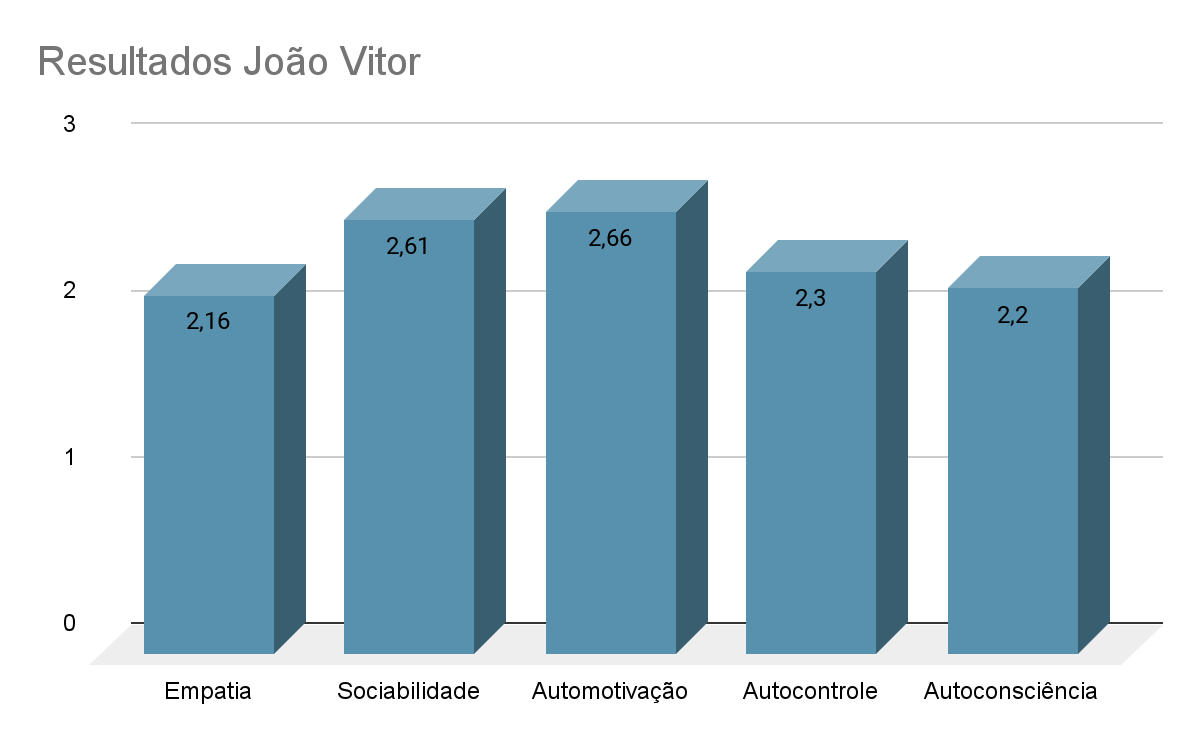 Resultados João Vitor
3
2
1
0
2,16
2,61
2,66
2,3
2,2
Empatia
Sociabilidade
Automotivação
Autocontrole
Autoconsciência